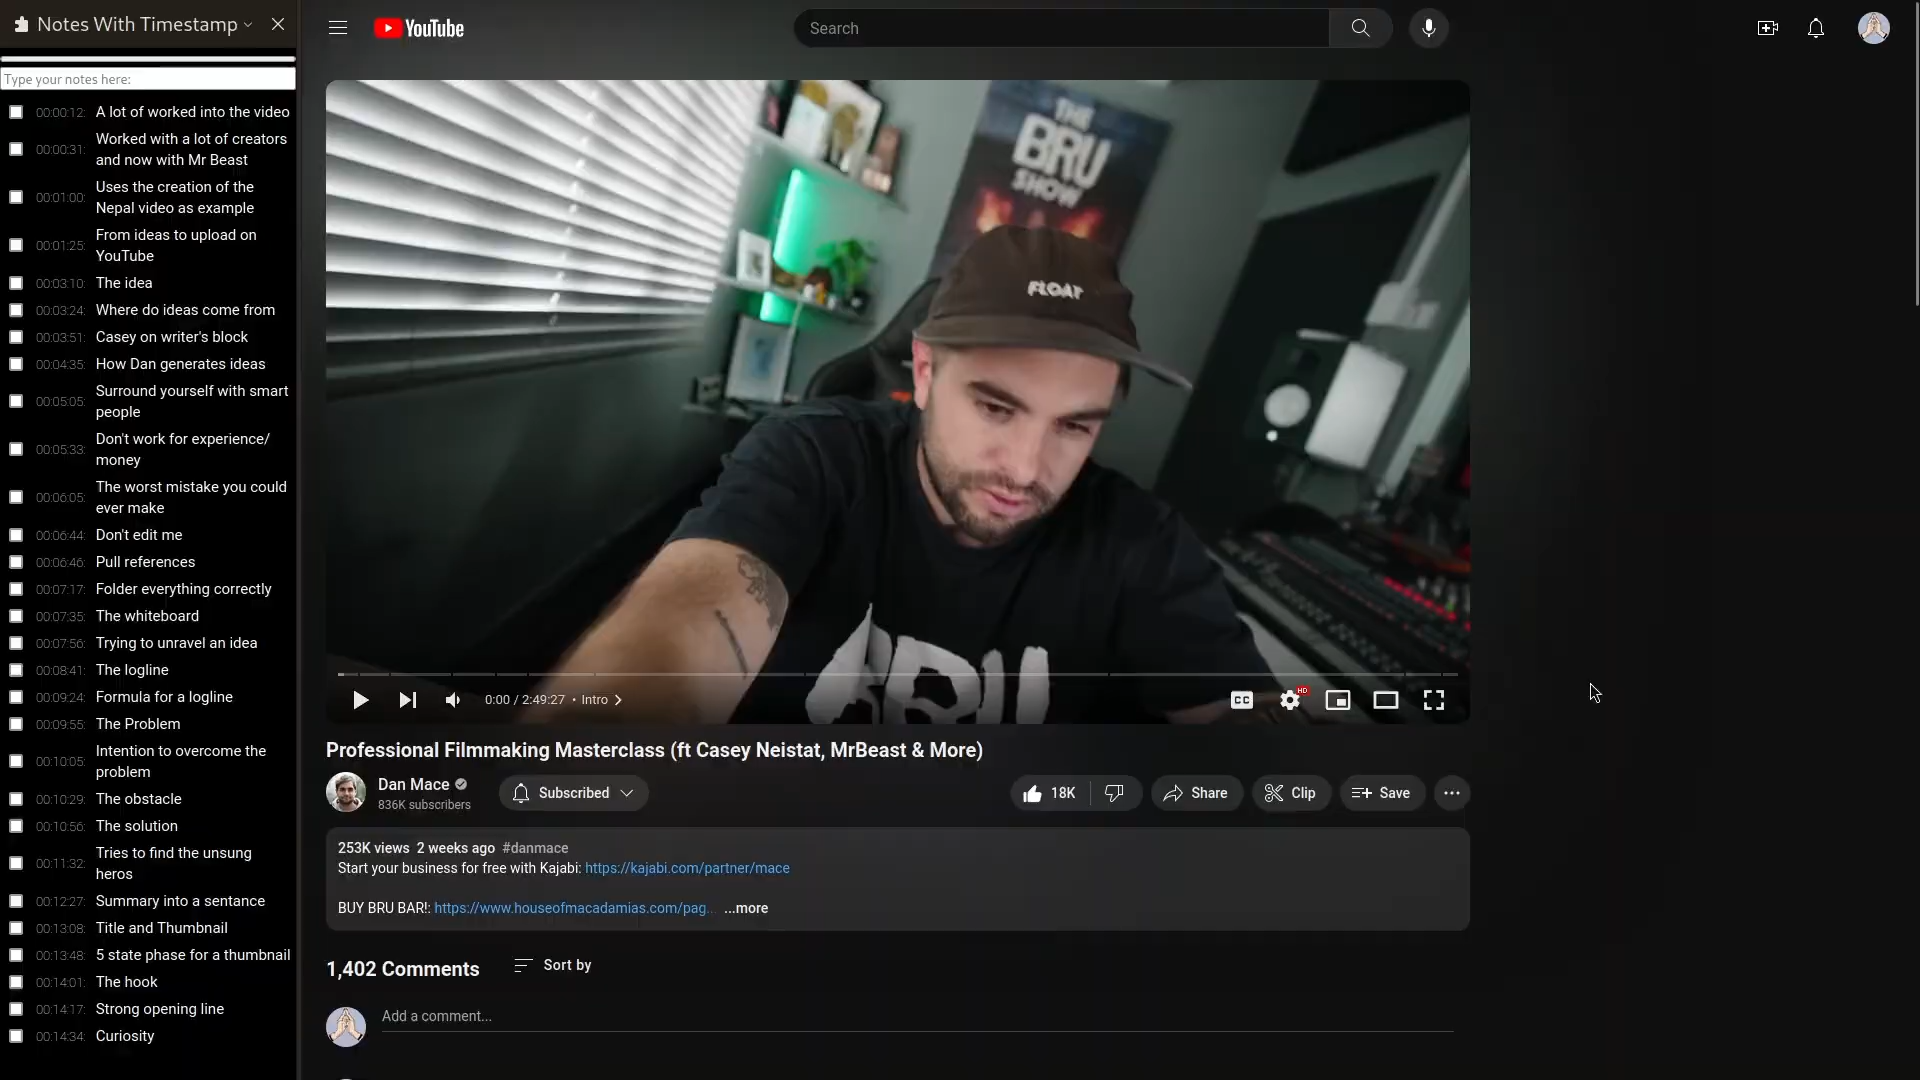 Notes With Timestamp
Type your notes here:
00:00:12: A lot of worked into the video
00:00:31: Worked with a lot of creators
and now with Mr Beast
00:01:00: Uses the creation of the
Nepal video as example
00:01:25: From ideas to upload on
YouTube
00:03:10: The idea
00:03:24: Where do ideas come from
00:03:51: Casey on writer's block
00:04:35: How Dan generates ideas
00:05:05: Surround yourself with smart
people
00:05:33: Don't work for experience/
money
00:06:05: The worst mistake you could
ever make
00:06:44: Don't edit me
00:06:46: Pull references
00:07:17: Folder everything correctly
00:07:35: The whiteboard
00:07:56: Trying to unravel an idea
00:08:41: The logline
00:09:24: Formula for a logline
00:09:55: The Problem
00:10:05: Intention to overcome the
problem
00:10:29: The obstacle
00:10:56: The solution
00:11:32: Tries to find the unsung
heros
00:12:27: Summary into a sentence
00:13:08: Title and Thumbnail
00:13:48: 5 state phase for a thumbnail
00:14:01: The hook
00:14:17: Strong opening line
00:14:34: Curiosity
YouTube
Search
THE
BRU
SHOW
FLOAT
BRU
0:00 / 2:49:27 • Intro
CC
HD
Professional Filmmaking Masterclass (ft Casey Neistat, MrBeast & More)
Dan Mace
836K subscribers
Subscribed
18K
Share
Clip
Save
253K views 2 weeks ago #danmace
Start your business for free with Kajabi: https://kajabi.com/partner/mace
BUY BRU BAR!: https://www.houseofmacadamias.com/pag... ...more
1,402 Comments
Sort by
Add a comment...